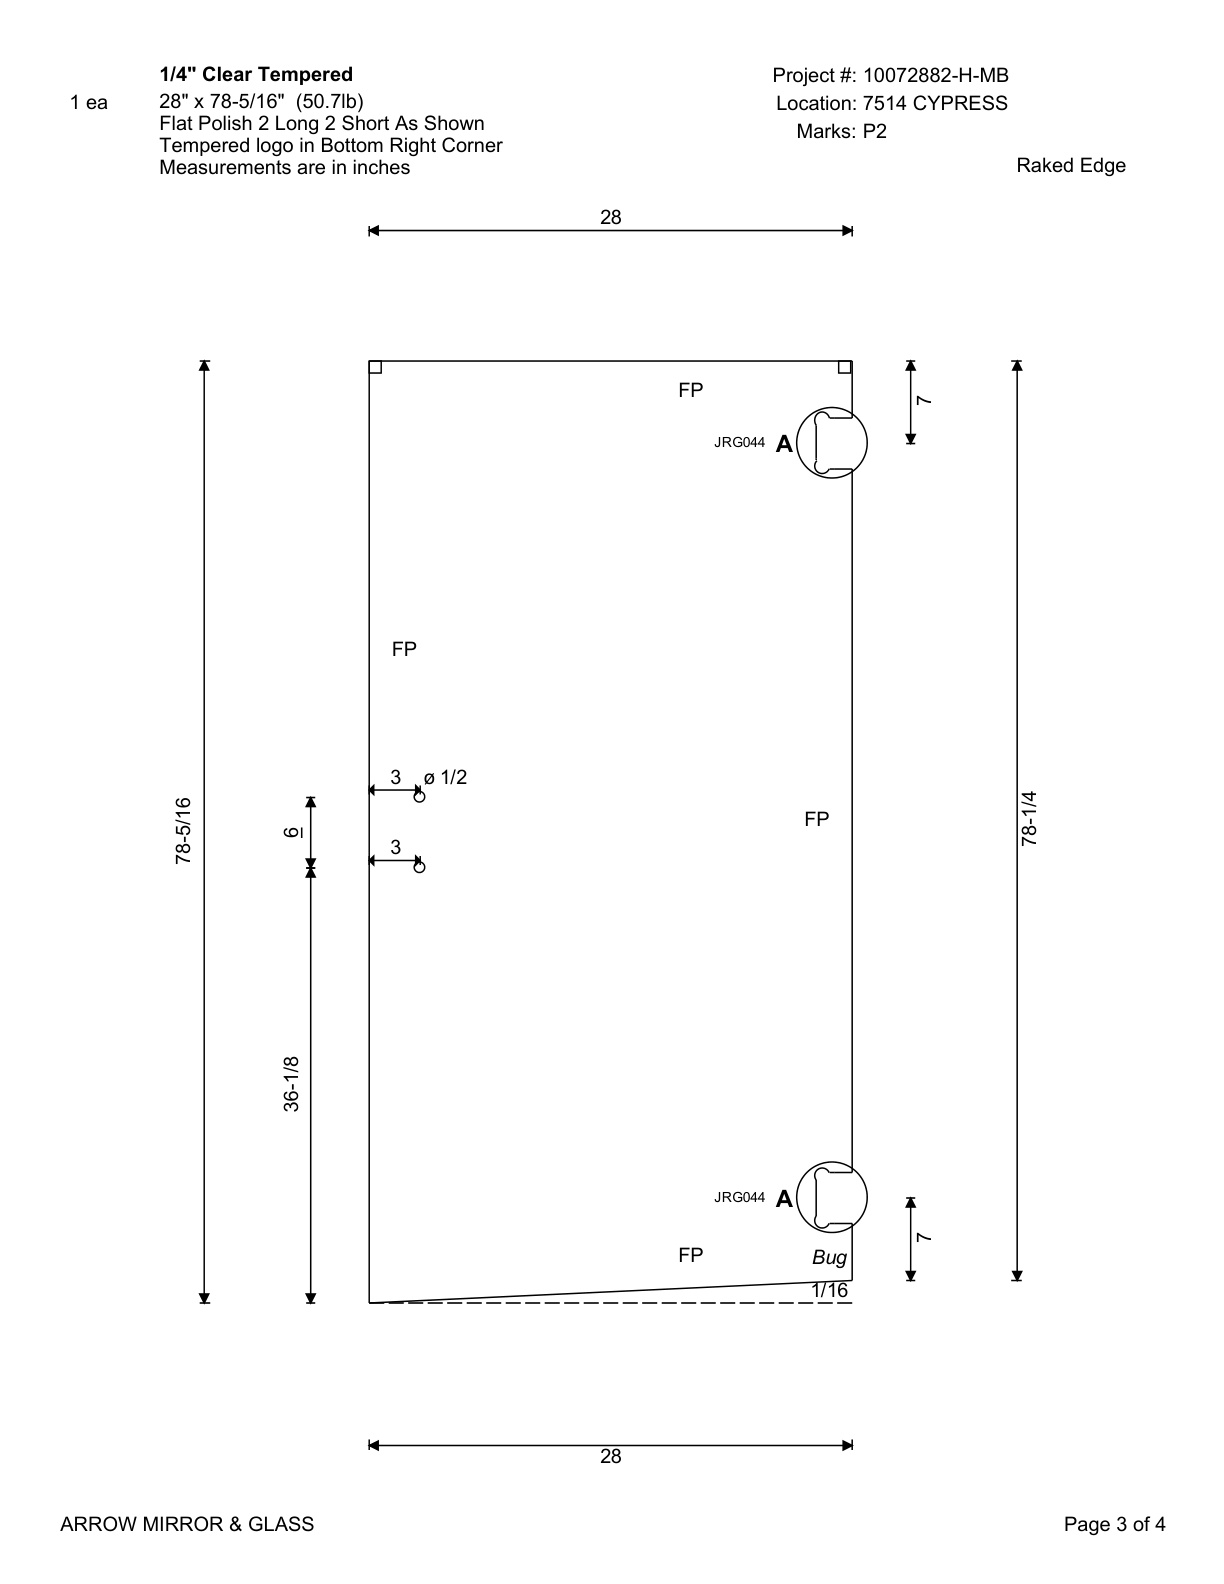 1/4" Clear Tempered
1 ea
28" x 78-5/16" (50.7lb)
Flat Polish 2 Long 2 Short As Shown
Tempered logo in Bottom Right Corner
Measurements are in inches
Project #: 10072882-H-MB
Location: 7514 CYPRESS
Marks: P2
Raked Edge
28
FP
7
JRG044 A
FP
3 ø 1/2
78-5/16
6
3
FP
78-1/4
36-1/8
JRG044 A
7
FP
Bug
1/16
28
ARROW MIRROR & GLASS
Page 3 of 4